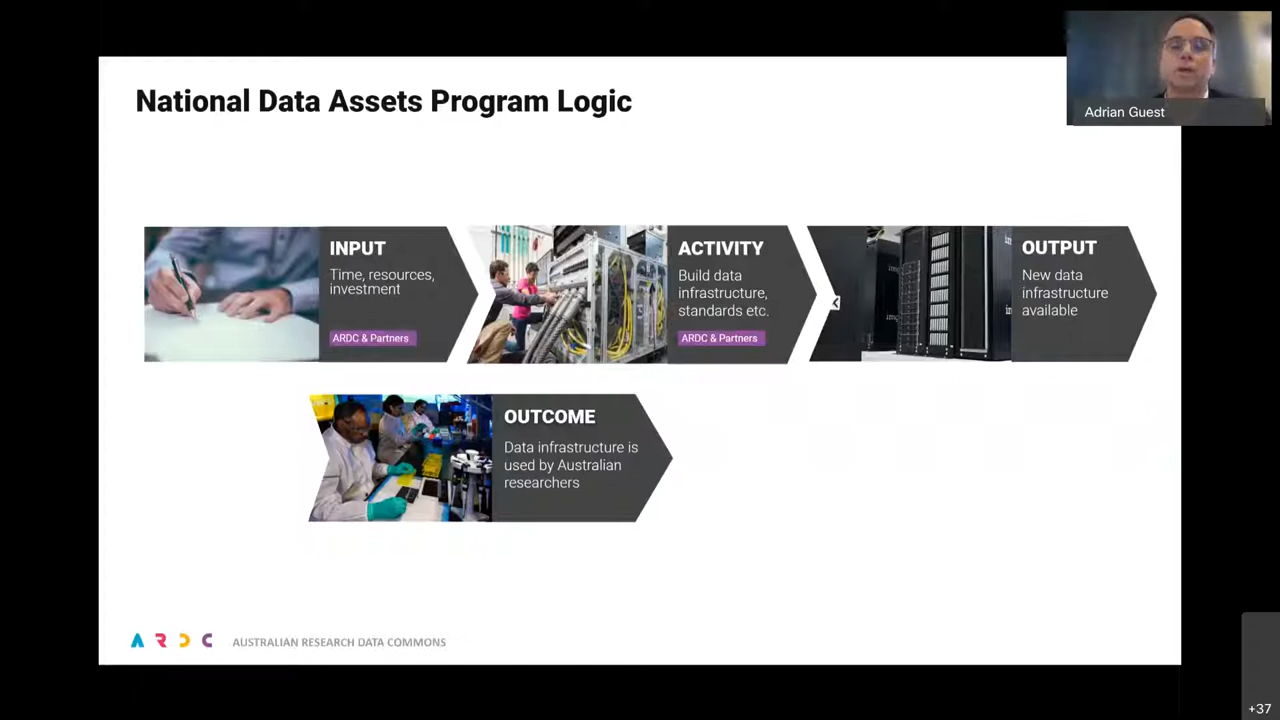 National Data Assets Program Logic
Adrian Guest
INPUT
Time, resources,
investment
ARDC & Partners
ACTIVITY
Build data
infrastructure,
standards etc.
ARDC & Partners
OUTPUT
New data
infrastructure
available
OUTCOME
Data infrastructure is
used by Australian
researchers
ARDC
AUSTRALIAN RESEARCH DATA COMMONS
+37